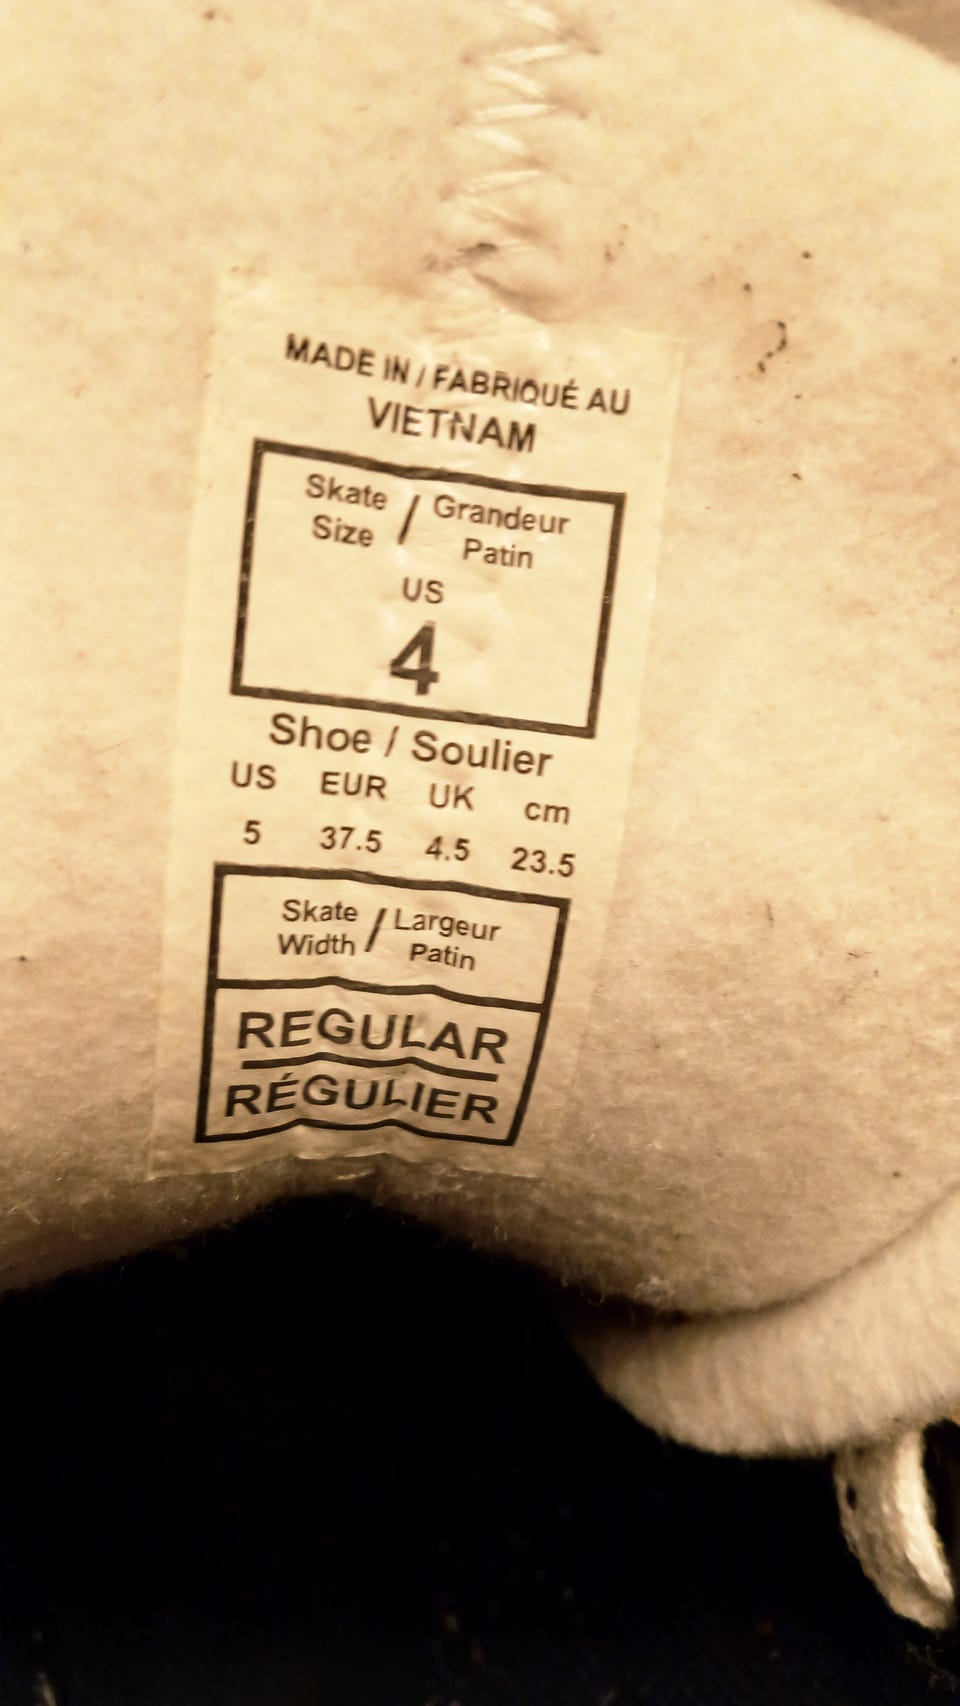 MADE IN / FABRIQUÉ AU
VIETNAM
Skate / Grandeur
Size Patin
US
4
Shoe / Soulier
US EUR UK cm
5 37.5 4.5 23.5
Skate / Largeur
Width Patin
REGULAR
RÉGULIER